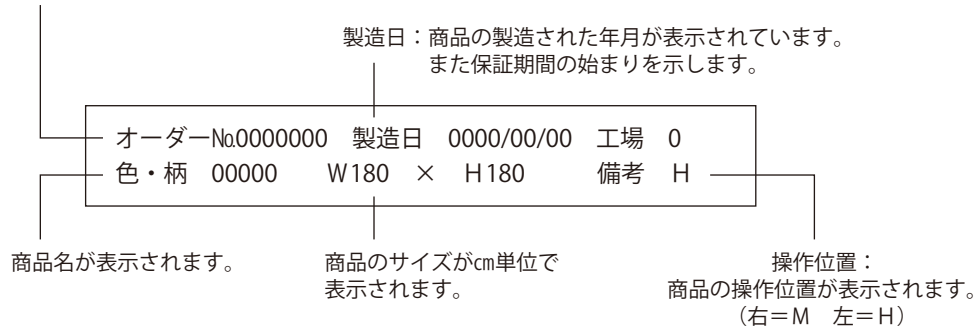 製造日：商品の製造された年月が表示されています。
また保証期間の始まりを示します。
オーダー№0000000 製造日 0000/00/00 工場 0
色・柄 00000 W180 × H180 備考 H
商品名が表示されます。
商品のサイズが㎝単位で
表示されます。
操作位置：
商品の操作位置が表示されます。
（右＝M 左＝H）